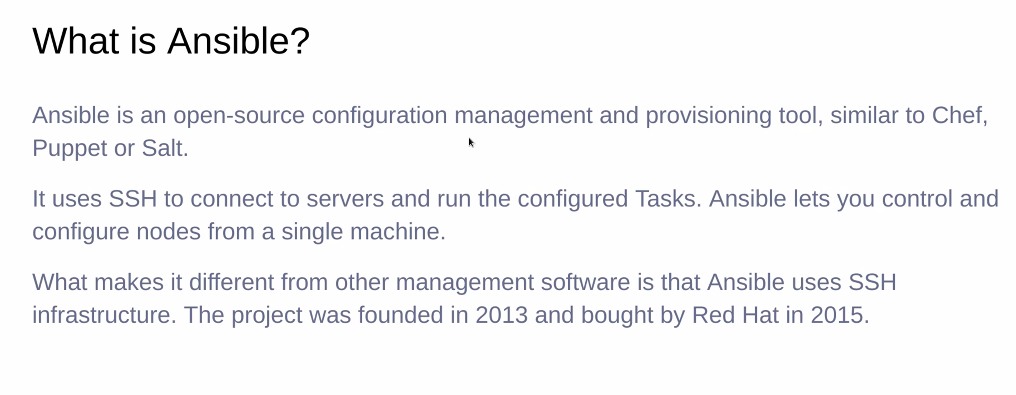 What is Ansible?
Ansible is an open-source configuration management and provisioning tool, similar to Chef,
Puppet or Salt.
It uses SSH to connect to servers and run the configured Tasks. Ansible lets you control and
configure nodes from a single machine.
What makes it different from other management software is that Ansible uses SSH
infrastructure. The project was founded in 2013 and bought by Red Hat in 2015.